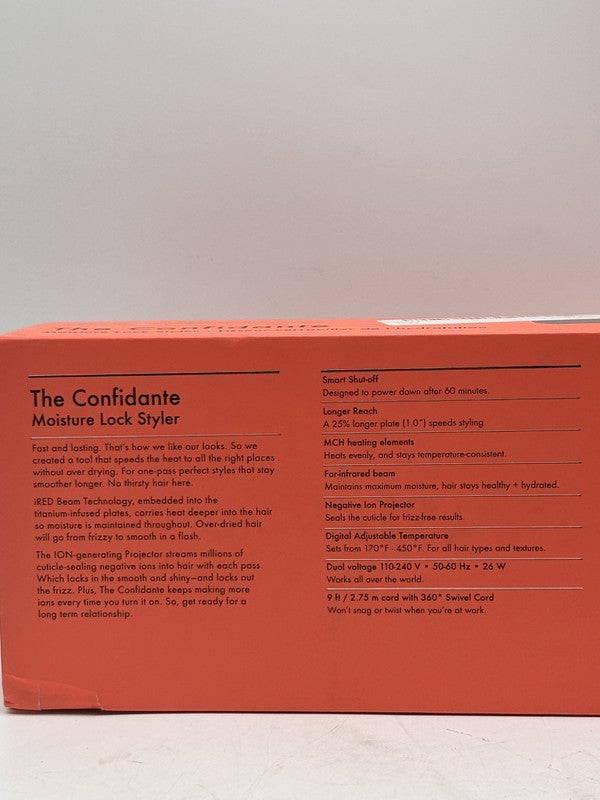 The Confidante
The Confidante
Moisture Lock Styler
Fast and lasting. That's how we like our looks. So we
created a tool that speeds the heat to all the right places
without over drying. For one-pass perfect styles that stay
smoother longer. No thirsty hair here.
iRED Beam Technology, embedded into the
titanium-infused plates, carries heat deeper into the hair
so moisture is maintained throughout. Over-dried hair
will go from frizzy to smooth in a flash.
The ION-generating Projector streams millions of
cuticle-sealing negative ions into hair with each pass.
Which locks in the smooth and shiny—and locks out
the frizz. Plus, The Confidante keeps making more
ions every time you turn it on. So, get ready for a
long term relationship.
Smart Shut-off
Designed to power down after 60 minutes.
Longer Reach
A 25% longer plate (1.0") speeds styling.
MCH heating elements
Heats evenly, and stays temperature-consistent.
Far-infrared beam
Maintains maximum moisture, hair stays healthy + hydrated.
Negative Ion Projector
Seals the cuticle for frizz-free results.
Digital Adjustable Temperature
Sets from 170°F - 450°F. For all hair types and textures.
Dual voltage 110-240 V • 50-60 Hz • 26 W
Works all over the world.
9 ft / 2.75 m cord with 360° Swivel Cord
Won't snag or twist when you're at work.